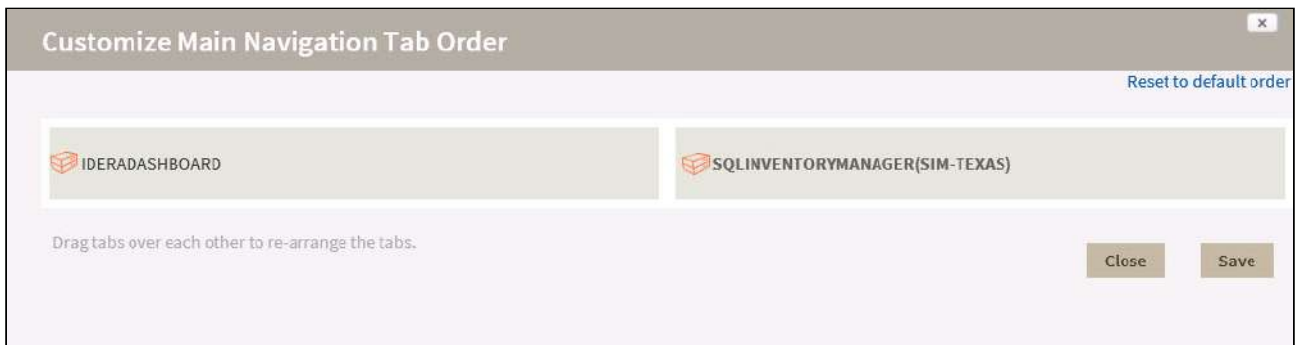 Customize Main Navigation Tab Order
x
Reset to default order
IDERADASHBOARD
SQLINVENTORYMANAGER(SIM-TEXAS)
Drag tabs over each other to re-arrange the tabs.
Close
Save